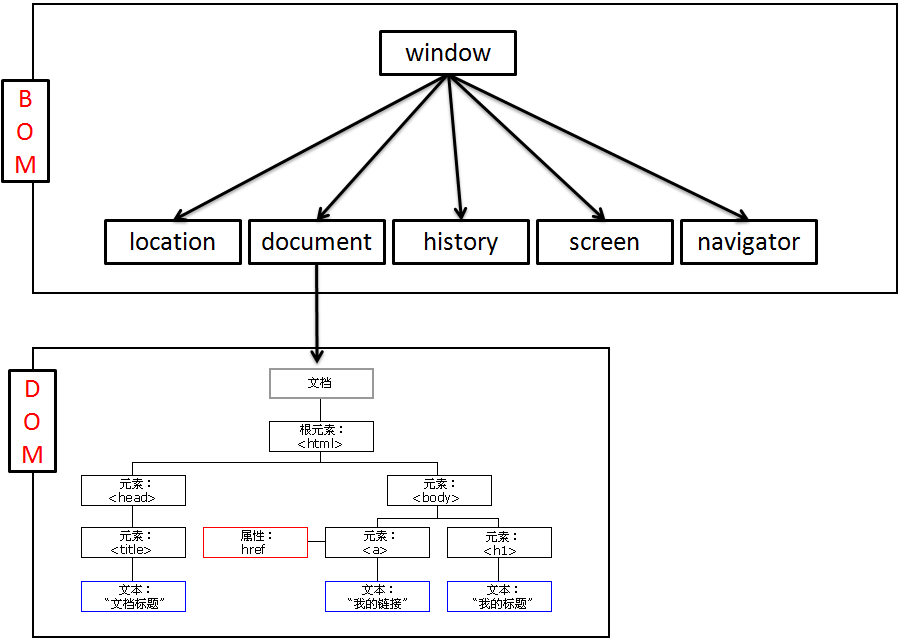 window
B
O
M
location
document
history
screen
navigator
D
O
M
文档
根元素：
<html>
元素：
<head>
元素：
<body>
元素：
<title>
属性：
href
元素：
<a>
元素：
<h1>
文本：
“文档标题”
文本：
“我的链接”
文本：
“我的标题”